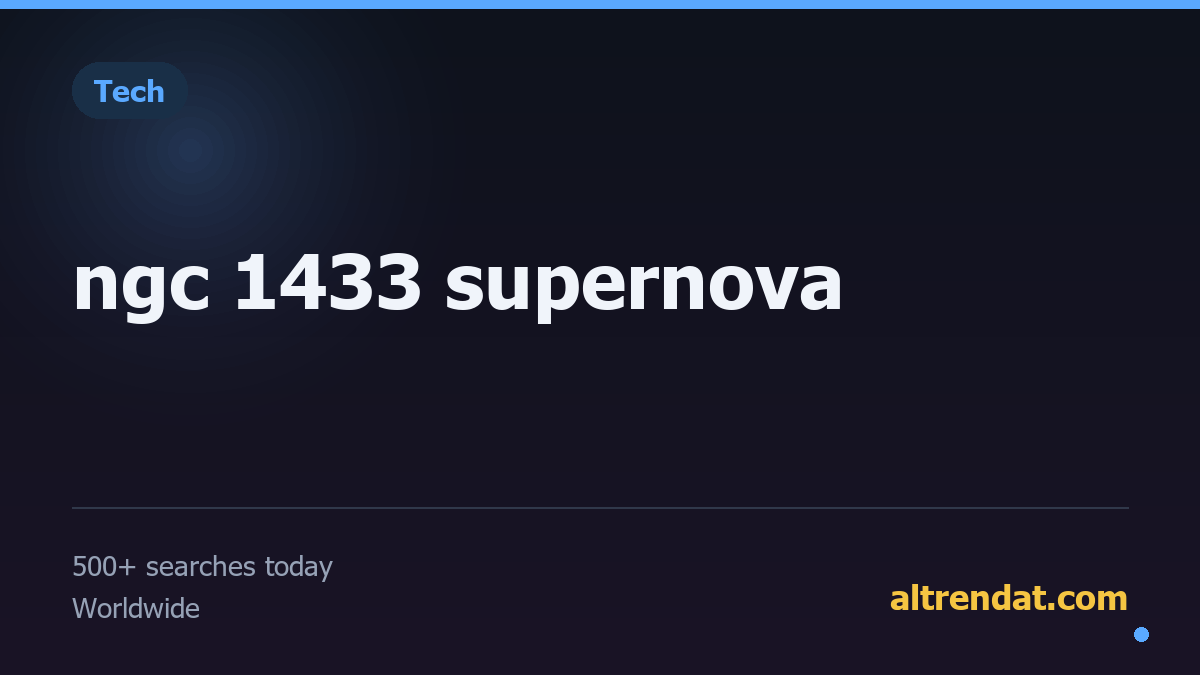 Tech
ngc 1433 supernova
500+ searches today
Worldwide
altrendat.com